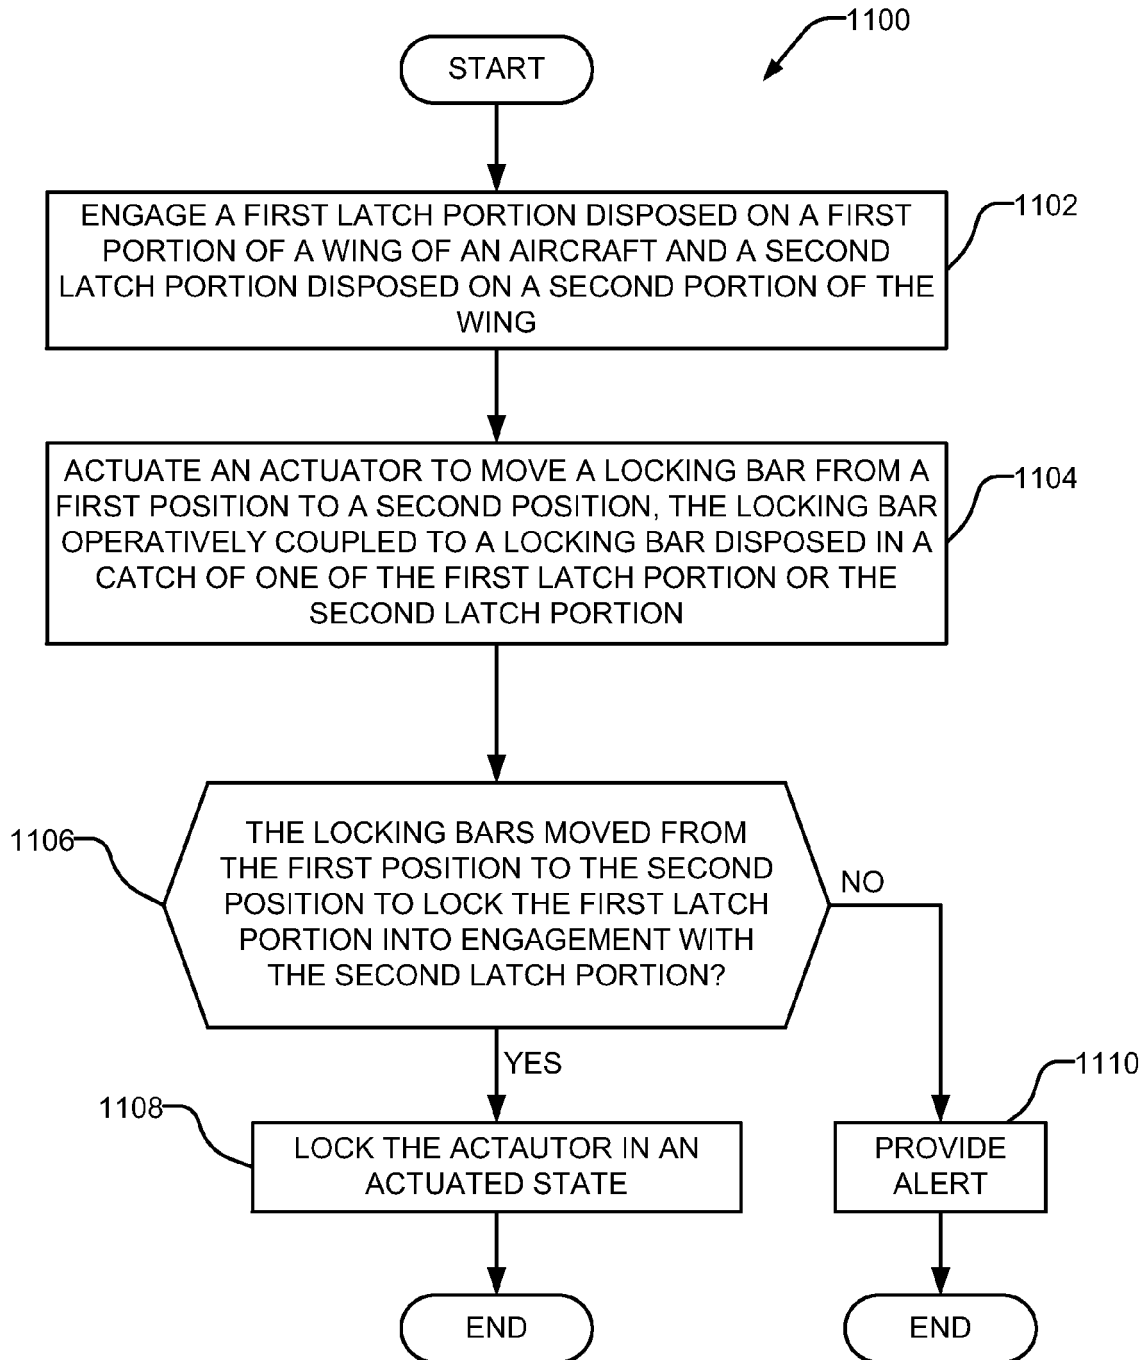 1100
START
ENGAGE A FIRST LATCH PORTION DISPOSED ON A FIRST
PORTION OF A WING OF AN AIRCRAFT AND A SECOND
LATCH PORTION DISPOSED ON A SECOND PORTION OF THE
WING
1102
ACTUATE AN ACTUATOR TO MOVE A LOCKING BAR FROM A
FIRST POSITION TO A SECOND POSITION, THE LOCKING BAR
OPERATIVELY COUPLED TO A LOCKING BAR DISPOSED IN A
CATCH OF ONE OF THE FIRST LATCH PORTION OR THE
SECOND LATCH PORTION
1104
1106
THE LOCKING BARS MOVED FROM
THE FIRST POSITION TO THE SECOND
POSITION TO LOCK THE FIRST LATCH
PORTION INTO ENGAGEMENT WITH
THE SECOND LATCH PORTION?
NO
YES
1108
LOCK THE ACTAUTOR IN AN
ACTUATED STATE
1110
PROVIDE
ALERT
END
END